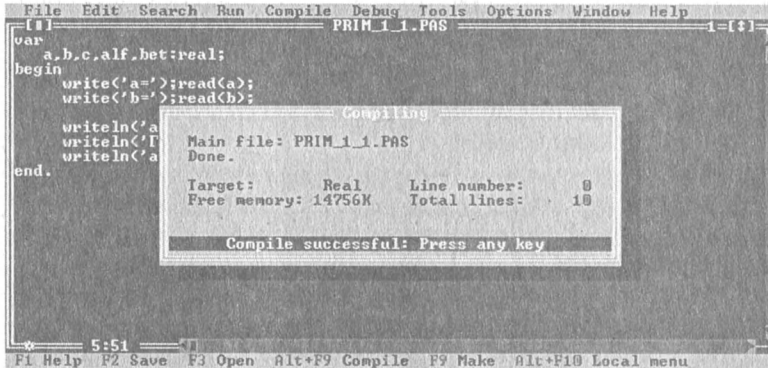 File Edit Search Run Compile Debug Tools Options Window Help
PRIM_1_1.PAS 1=[↕]
var
a,b,c,alf,bet:real;
begin
write('a=');read(a);
write('b=');read(b);
Compiling
writeln('a
Main file: PRIM_1_1.PAS
writeln('Г
Done.
writeln('a
end.
Target: Real Line number: 0
Free memory: 14756K Total lines: 10
Compile successful: Press any key
5:51
F1 Help F2 Save F3 Open Alt+F9 Compile F9 Make Alt+F10 Local menu